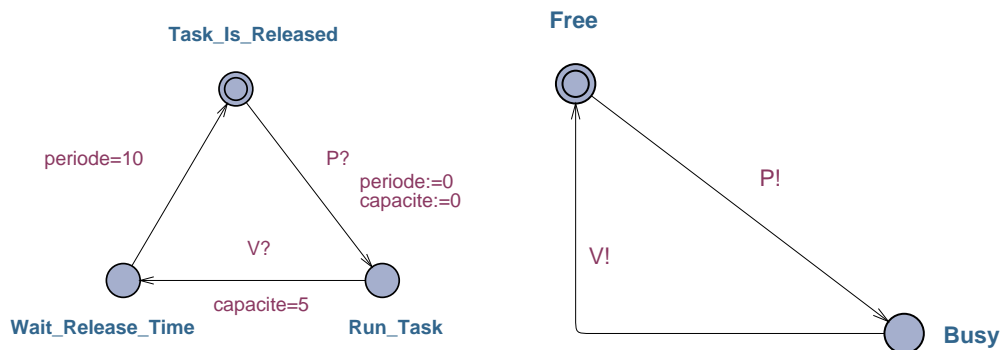 Task_Is_Released
periode=10
P?
periode:=0
capacite:=0
V?
capacite=5
Wait_Release_Time
Run_Task
Free
P!
V!
Busy